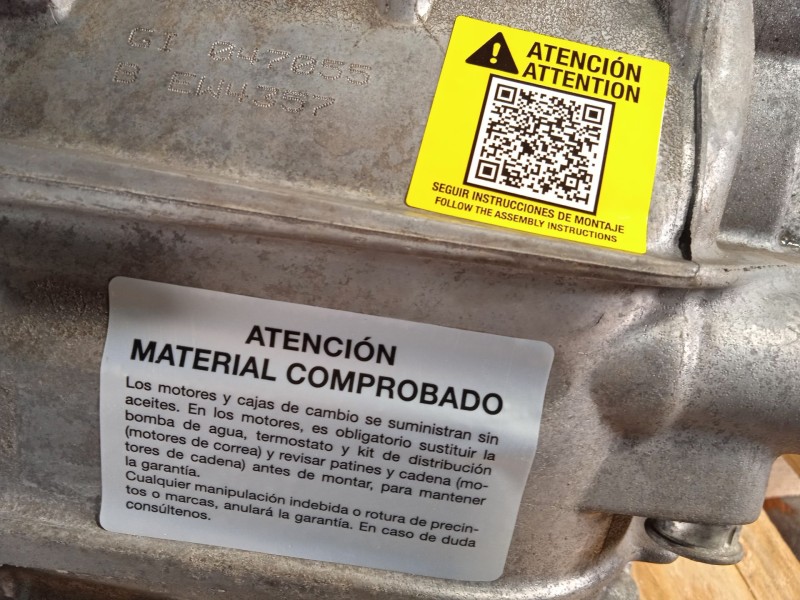 GI 047055
B EW4357
ATENCIÓN
ATTENTION
SEGUIR INSTRUCCIONES DE MONTAJE
FOLLOW THE ASSEMBLY INSTRUCTIONS
ATENCIÓN
MATERIAL COMPROBADO
Los motores y cajas de cambio se suministran sin
aceites. En los motores, es obligatorio sustituir la
bomba de agua, termostato y kit de distribución
(motores de correa) y revisar patines y cadena (mo-
tores de cadena) antes de montar, para mantener
la garantía.
Cualquier manipulación indebida o rotura de precin-
tos o marcas, anulará la garantía. En caso de duda
consúltenos.